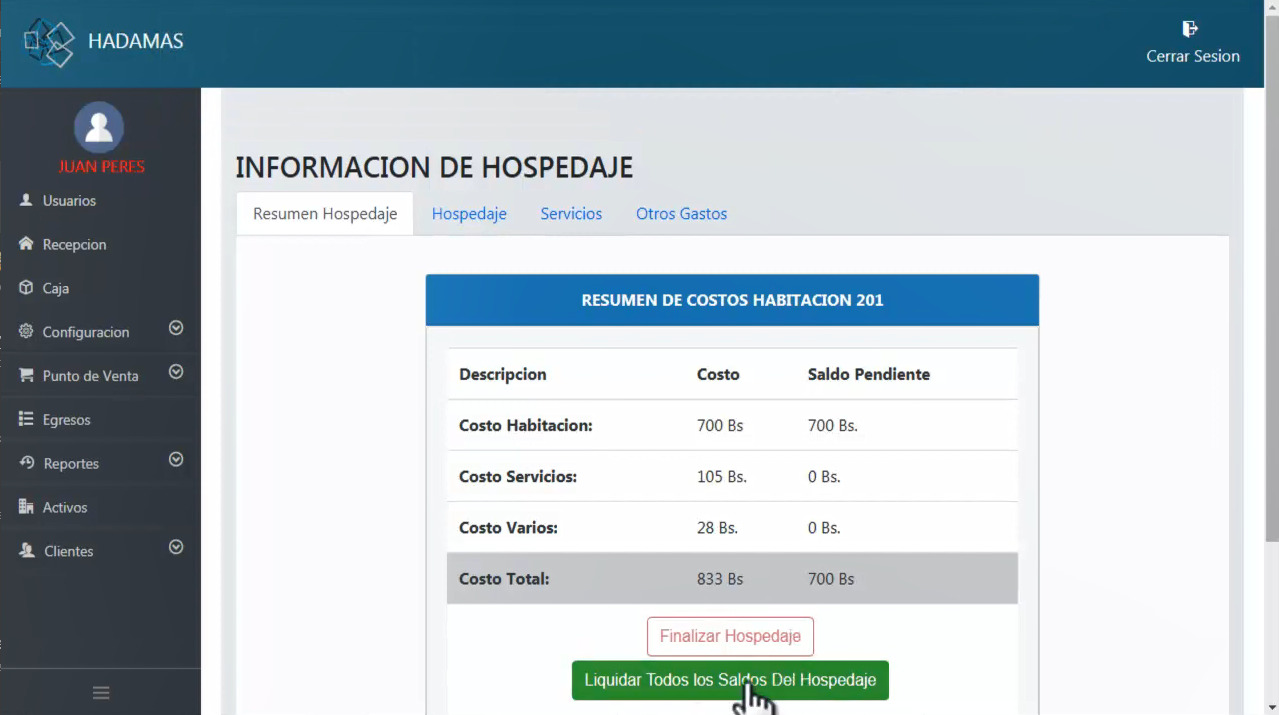 HADAMAS
Cerrar Sesion
JUAN PERES
Usuarios
Recepcion
Caja
Configuracion
Punto de Venta
Egresos
Reportes
Activos
Clientes
INFORMACION DE HOSPEDAJE
Resumen Hospedaje Hospedaje Servicios Otros Gastos
RESUMEN DE COSTOS HABITACION 201
Descripcion Costo Saldo Pendiente
Costo Habitacion: 700 Bs 700 Bs.
Costo Servicios: 105 Bs. 0 Bs.
Costo Varios: 28 Bs. 0 Bs.
Costo Total: 833 Bs 700 Bs
Finalizar Hospedaje
Liquidar Todos los Saldos Del Hospedaje